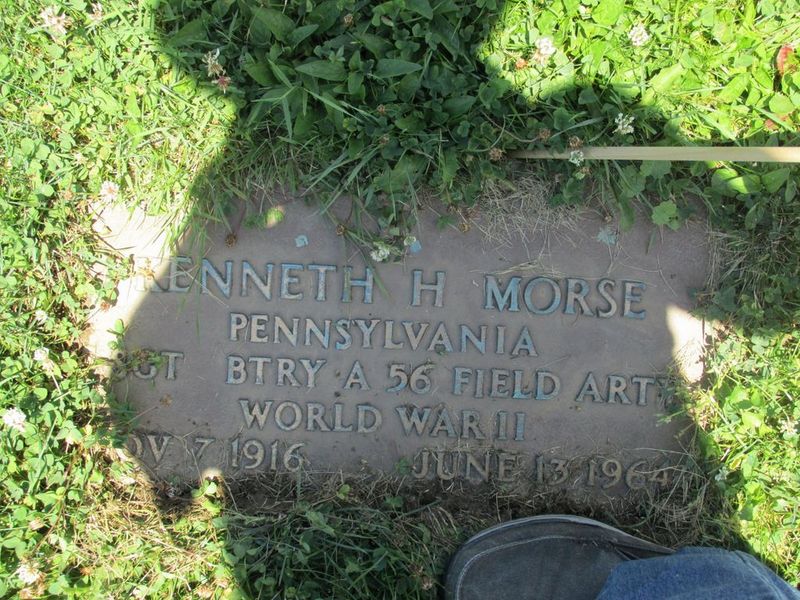 KENNETH H MORSE
PENNSYLVANIA
SGT BTRY A 56 FIELD ARTY
WORLD WAR II
NOV 7 1916 JUNE 13 1964